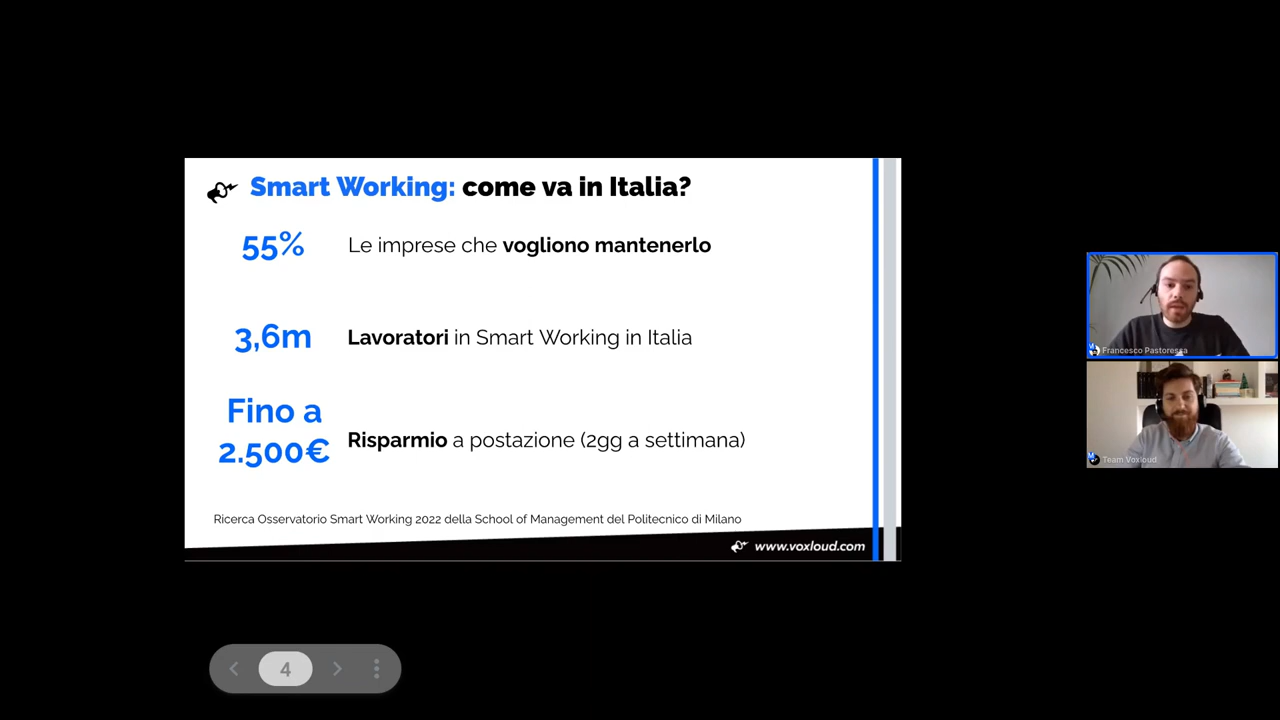 Smart Working: come va in Italia?
55% Le imprese che vogliono mantenerlo
3,6m Lavoratori in Smart Working in Italia
Fino a
2.500€ Risparmio a postazione (2gg a settimana)
Ricerca Osservatorio Smart Working 2022 della School of Management del Politecnico di Milano
www.voxloud.com
Francesco Pastoressa
Team Voxloud
4